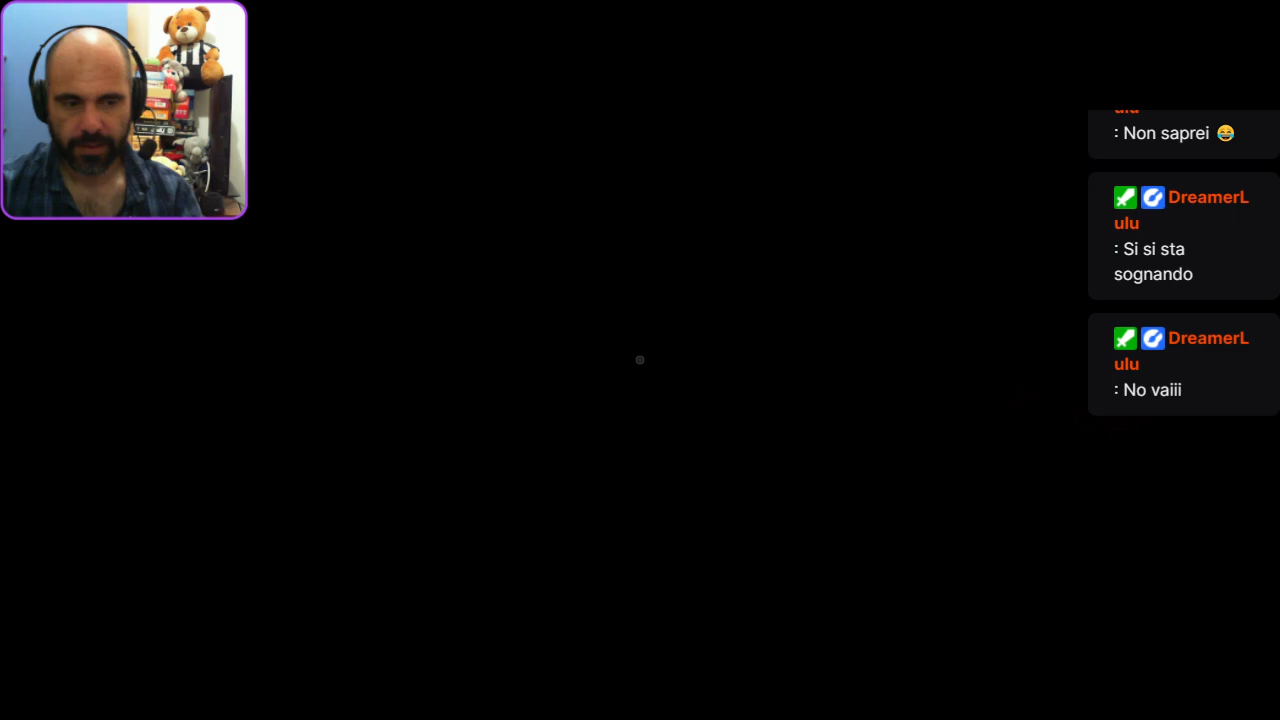 : Non saprei 😂
DreamerL
ulu
: Si si sta
sognando
DreamerL
ulu
: No vaiii